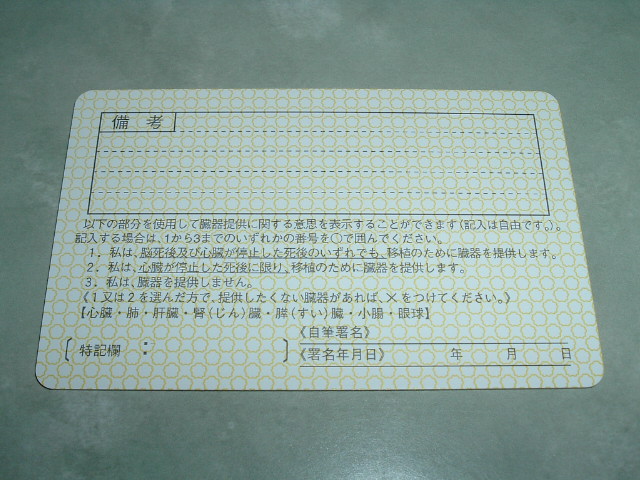 備考
以下の部分を使用して臓器提供に関する意思を表示することができます(記入は自由です。)。
記入する場合は、1から3までのいずれかの番号を○で囲んでください。
1. 私は、脳死後及び心臓が停止した死後のいずれでも、移植のために臓器を提供します。
2. 私は、心臓が停止した死後に限り、移植のために臓器を提供します。
3. 私は、臓器を提供しません。
《1又は2を選んだ方で、提供したくない臓器があれば、×をつけてください。》
【心臓・肺・肝臓・腎(じん)臓・膵(すい)臓・小腸・眼球】
〔特記欄: 〕
《自筆署名》
《署名年月日》 年 月 日